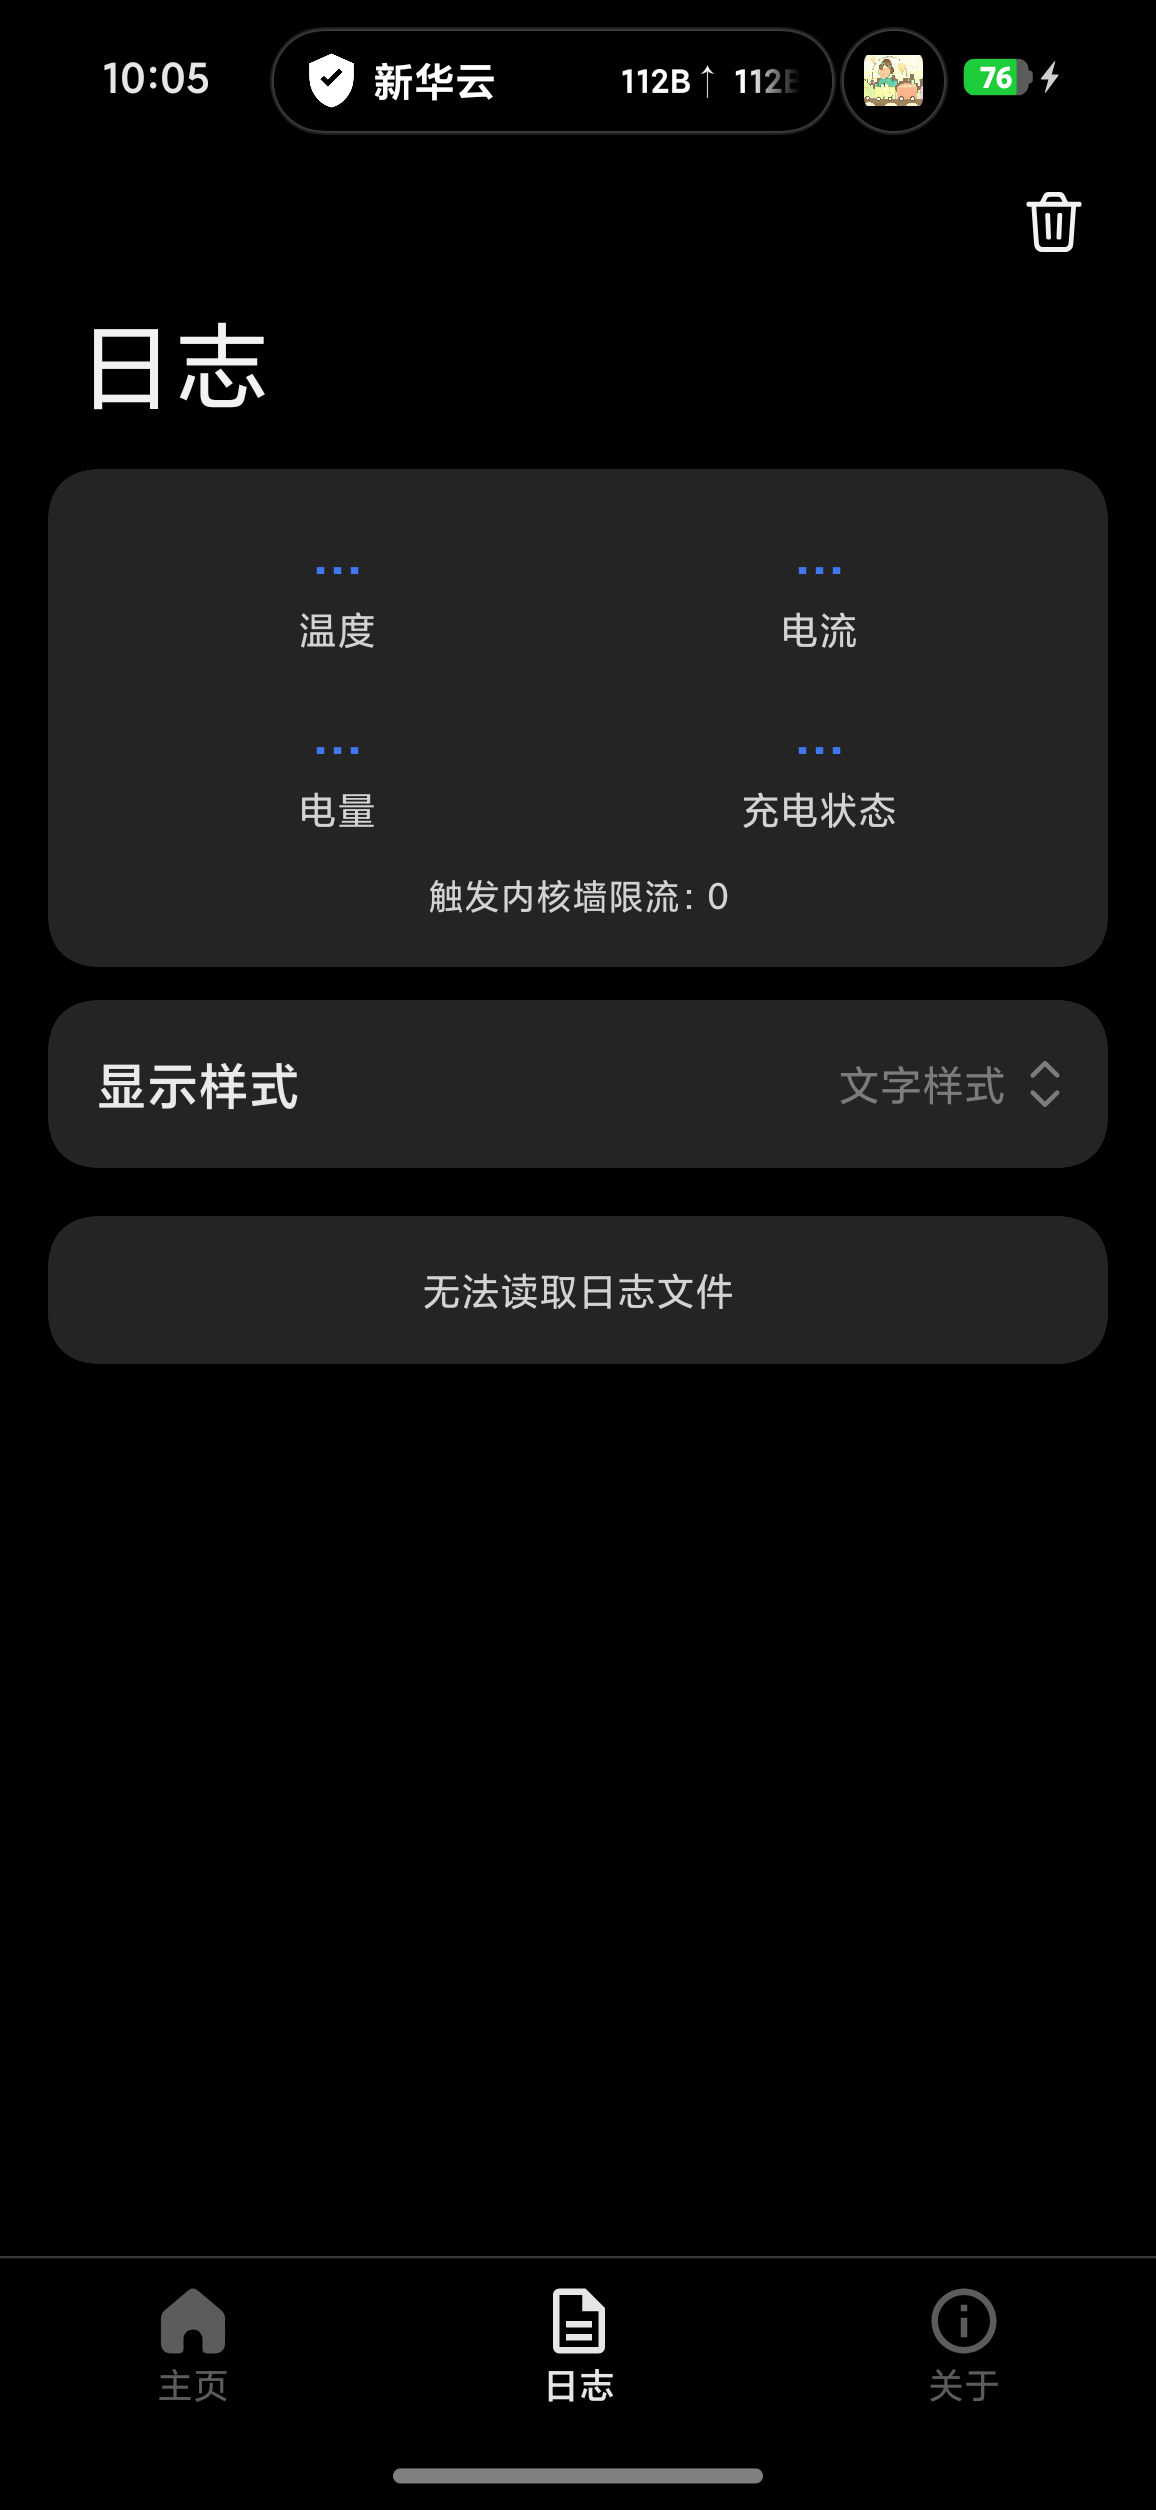 10:05
新华云 112B↑ 112B
76
日志
... ...
温度 电流
... ...
电量 充电状态
触发内核墙限流: 0
显示样式 文字样式
无法读取日志文件
主页 日志 关于